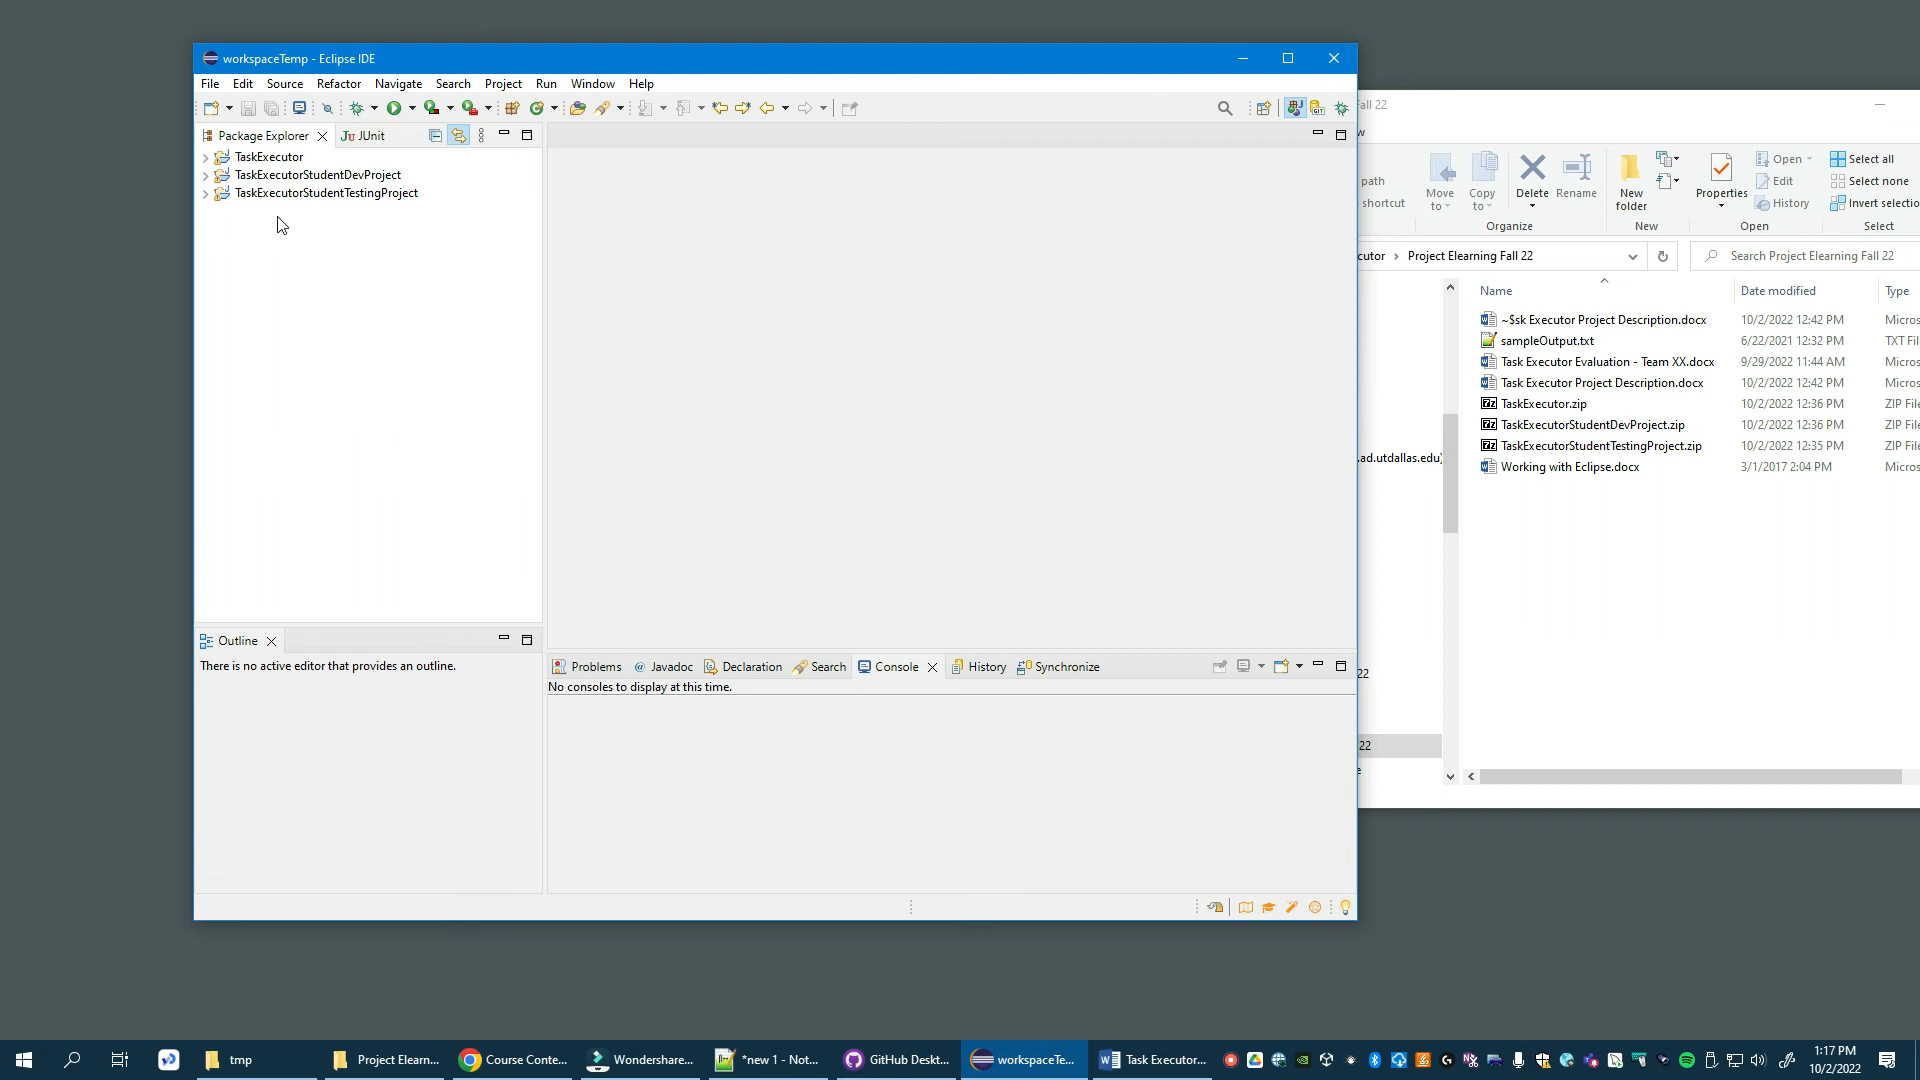 workspaceTemp - Eclipse IDE
File Edit Source Refactor Navigate Search Project Run Window Help
Package Explorer JUnit
TaskExecutor
TaskExecutorStudentDevProject
TaskExecutorStudentTestingProject
Outline
There is no active editor that provides an outline.
Problems Javadoc Declaration Search Console History Synchronize
No consoles to display at this time.
all 22
w
path
shortcut
Move to
Copy to
Delete
Rename
Organize
New folder
New
Properties
Open
Edit
History
Open
Select all
Select none
Invert selectio
Select
cutor › Project Elearning Fall 22
Search Project Elearning Fall 22
Name Date modified Type
~$sk Executor Project Description.docx 10/2/2022 12:42 PM Micros
sampleOutput.txt 6/22/2021 12:32 PM TXT File
Task Executor Evaluation - Team XX.docx 9/29/2022 11:44 AM Micros
Task Executor Project Description.docx 10/2/2022 12:42 PM Micros
TaskExecutor.zip 10/2/2022 12:36 PM ZIP File
TaskExecutorStudentDevProject.zip 10/2/2022 12:36 PM ZIP File
TaskExecutorStudentTestingProject.zip 10/2/2022 12:35 PM ZIP File
Working with Eclipse.docx 3/1/2017 2:04 PM Micros
.ad.utdallas.edu)
22
22
e
tmp
Project Elearn...
Course Conte...
Wondershare...
*new 1 - Not...
GitHub Deskt...
workspaceTe...
Task Executor...
1:17 PM
10/2/2022